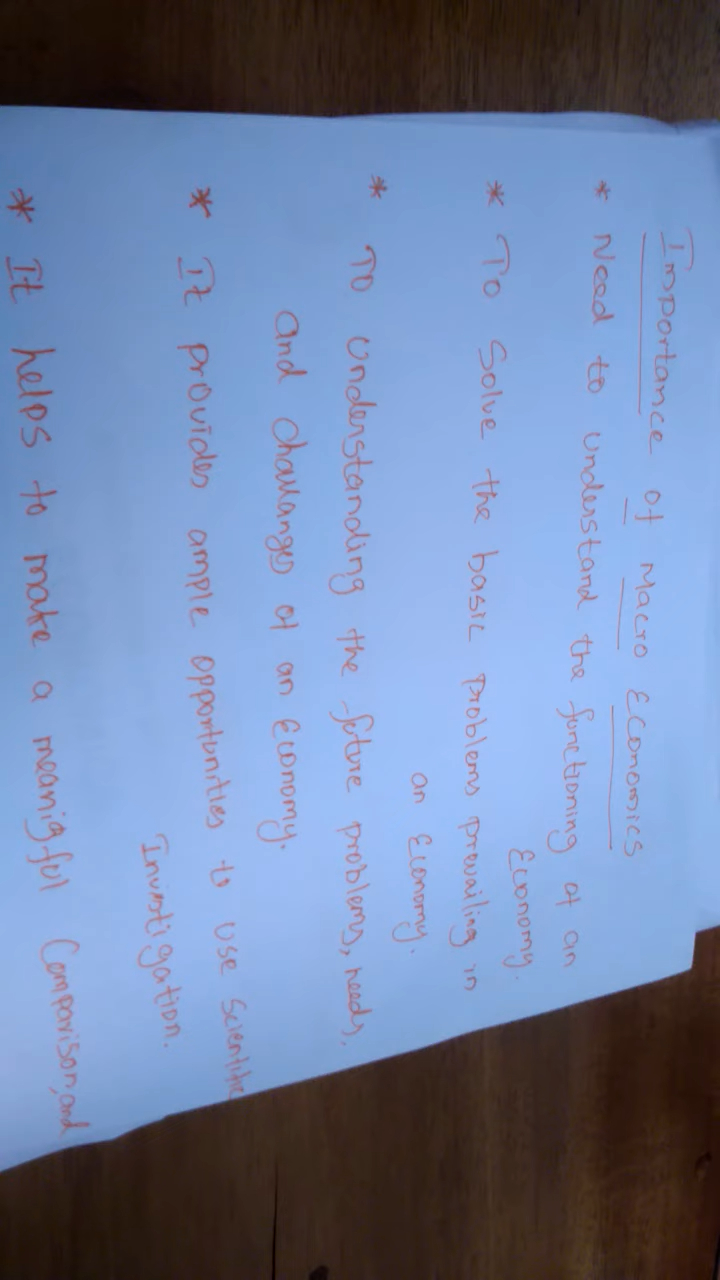 Importance of Macro Economics
* Need to understand the functioning of an
Economy.
* To Solve the basic problems prevailing in
an Economy.
* To understanding the future problems, needs,
and challanges of an Economy.
* It provides ample opportunities to use Scientific
Investigation.
* It helps to make a meanigful Comparison, and